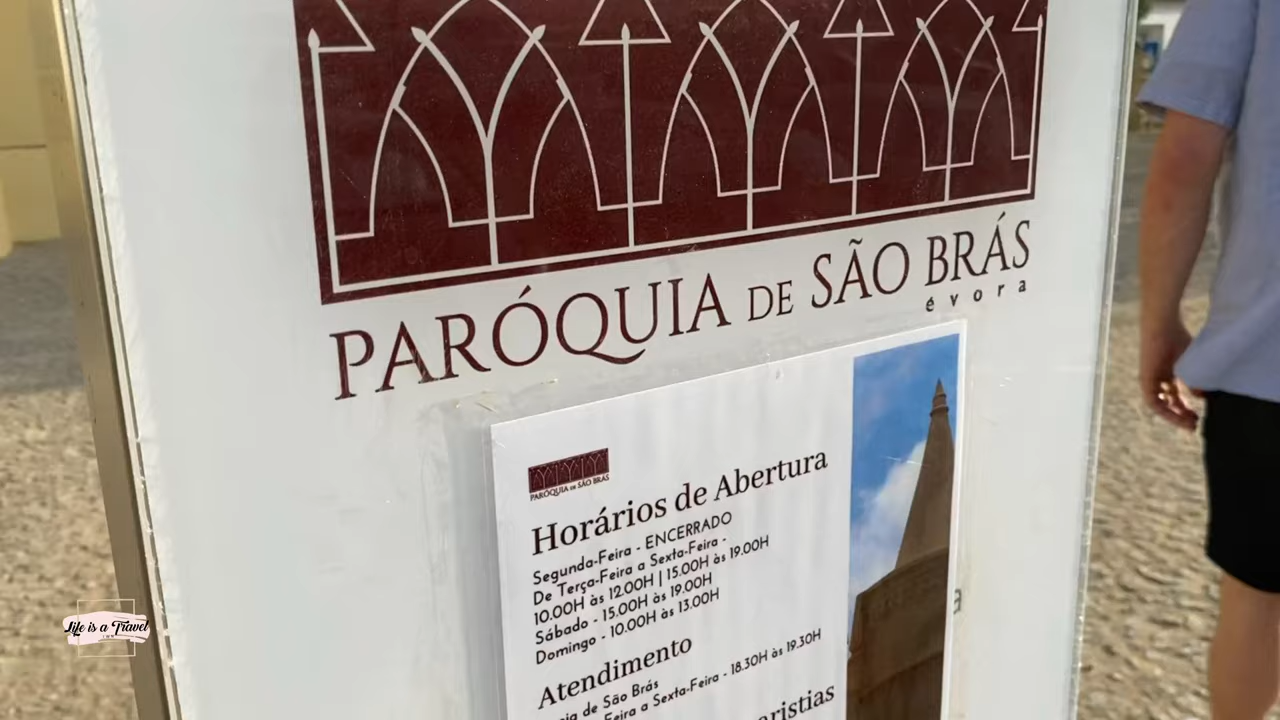 PARÓQUIA DE SÃO BRÁS
évora
PARÓQUIA DE SÃO BRÁS
Horários de Abertura
Segunda-Feira - ENCERRADO
De Terça-Feira a Sexta-Feira -
10.00H às 12.00H | 15.00H às 19.00H
Sábado - 15.00H às 19.00H
Domingo - 10.00H às 13.00H
Atendimento
de São Brás
Feira a Sexta-Feira - 18.30H às 19.30H
Life is a Travel